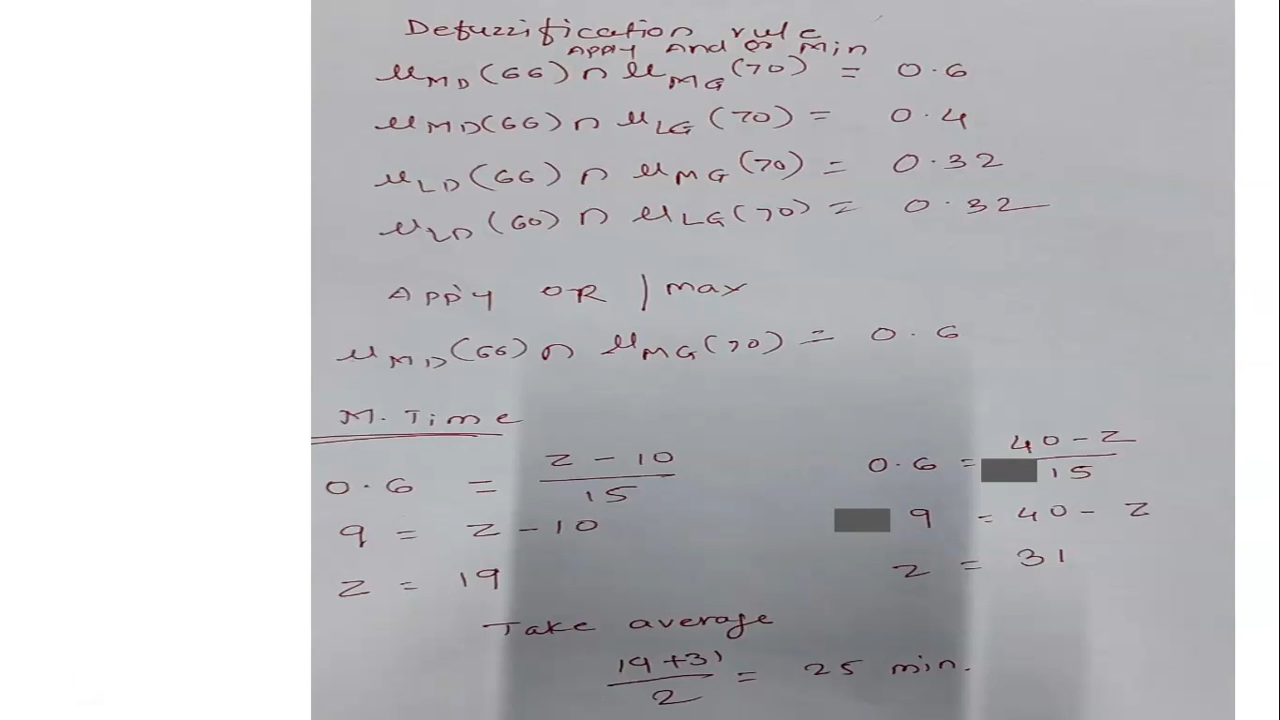 Defuzzification rule
Apply And or Min
μMD(66) ∩ μMG(70) = 0.6
μMD(66) ∩ μLG(70) = 0.4
μLD(66) ∩ μMG(70) = 0.32
μLD(60) ∩ μLG(70) = 0.32
Apply OR / max
μMD(66) ∩ μMG(70) = 0.6
M. Time
0.6 = z - 10 / 15
9 = z - 10
z = 19
0.6 = 40 - z / 15
9 = 40 - z
z = 31
Take average
19 + 31 / 2 = 25 min.